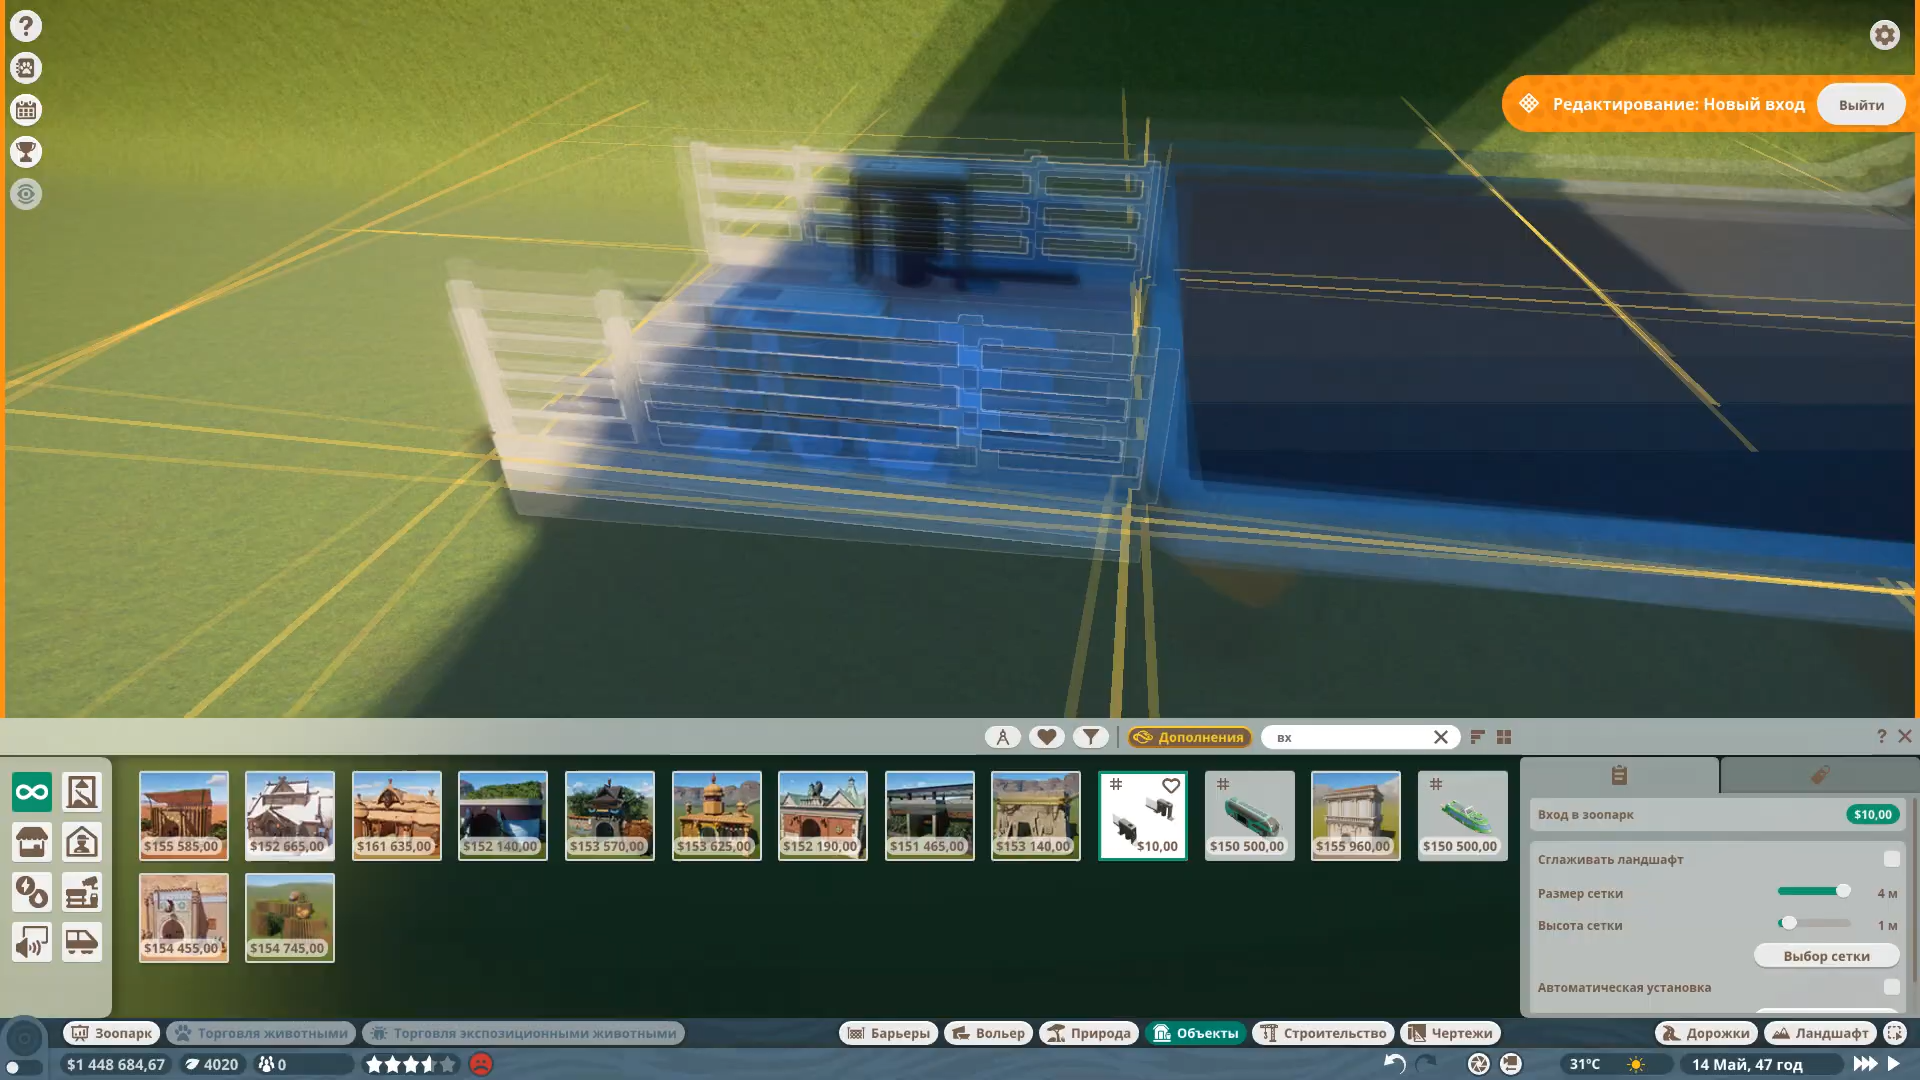 ?
Редактирование: Новый вход
Выйти
Дополнения
вх
?
$155 585,00
$152 665,00
$161 635,00
$152 140,00
$153 570,00
$153 625,00
$152 190,00
$151 465,00
$153 140,00
#
$10,00
#
$150 500,00
$155 960,00
#
$150 500,00
$154 455,00
$154 745,00
Вход в зоопарк
$10,00
Сглаживать ландшафт
Размер сетки
4 м
Высота сетки
1 м
Выбор сетки
Автоматическая установка
Зоопарк
Торговля животными
Торговля экспозиционными животными
Барьеры
Вольер
Природа
Объекты
Строительство
Чертежи
Дорожки
Ландшафт
$1 448 684,67
4020
0
31°C
14 Май, 47 год